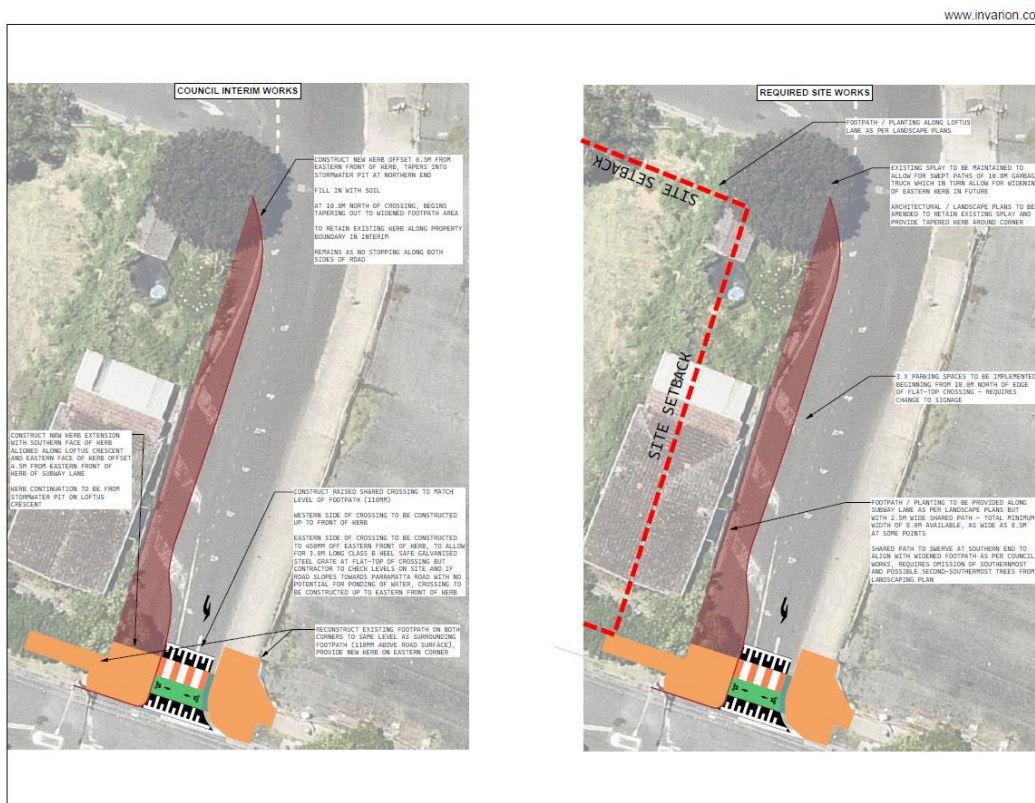 www.invarion.co
COUNCIL INTERIM WORKS
CONSTRUCT NEW KERB OFFSET 6.5M FROM
EASTERN FRONT OF KERB, TAPERS INTO
STORMWATER PIT AT NORTHERN END
FILL IN WITH SOIL
AT 10.0M NORTH OF CROSSING, BEGINS
TAPERING OUT TO WIDENED FOOTPATH AREA
TO RETAIN EXISTING KERB ALONG PROPERTY
BOUNDARY IN INTERIM
REMAINS AS NO STOPPING ALONG BOTH
SIDES OF ROAD
CONSTRUCT NEW KERB EXTENSION
WITH SOUTHERN FACE OF KERB
ALIGNED ALONG LOFTUS CRESCENT
AND EASTERN FACE OF KERB OFFSET
4.5M FROM EASTERN FRONT OF
KERB OF SUBWAY LANE
KERB CONTINUATION TO BE FROM
STORMWATER PIT ON LOFTUS
CRESCENT
CONSTRUCT RAISED SHARED CROSSING TO MATCH
LEVEL OF FOOTPATH (110MM)
WESTERN SIDE OF CROSSING TO BE CONSTRUCTED
UP TO FRONT OF KERB
EASTERN SIDE OF CROSSING TO BE CONSTRUCTED
TO 450MM OFF EASTERN FRONT OF KERB, TO ALLOW
FOR 3.0M LONG CLASS B HEEL SAFE GALVANISED
STEEL GRATE AT FLAT-TOP OF CROSSING BUT
CONTRACTOR TO CHECK LEVELS ON SITE AND IF
ROAD SLOPES TOWARDS PARRAMATTA ROAD WITH NO
POTENTIAL FOR PONDING OF WATER, CROSSING TO
BE CONSTRUCTED UP TO EASTERN FRONT OF KERB
RECONSTRUCT EXISTING FOOTPATH ON BOTH
CORNERS TO SAME LEVEL AS SURROUNDING
FOOTPATH (110MM ABOVE ROAD SURFACE),
PROVIDE NEW KERB ON EASTERN CORNER
REQUIRED SITE WORKS
FOOTPATH / PLANTING ALONG LOFTUS
LANE AS PER LANDSCAPE PLANS
SITE SETBACK
EXISTING SPLAY TO BE MAINTAINED TO
ALLOW FOR SWEPT PATHS OF 10.0M GARBAG
TRUCK WHICH IN TURN ALLOW FOR WIDENIN
OF EASTERN KERB IN FUTURE
ARCHITECTURAL / LANDSCAPE PLANS TO BE
AMENDED TO RETAIN EXISTING SPLAY AND
PROVIDE TAPERED KERB AROUND CORNER
SITE SETBACK
3 X PARKING SPACES TO BE IMPLEMENTED
BEGINNING FROM 10.0M NORTH OF EDGE
OF FLAT-TOP CROSSING - REQUIRES
CHANGE TO SIGNAGE
FOOTPATH / PLANTING TO BE PROVIDED ALONG
SUBWAY LANE AS PER LANDSCAPE PLANS BUT
WITH 2.5M WIDE SHARED PATH - TOTAL MINIMUM
WIDTH OF 8.0M AVAILABLE, AS WIDE AS 8.5M
AT SOME POINTS
SHARED PATH TO SWERVE AT SOUTHERN END TO
ALIGN WITH WIDENED FOOTPATH AS PER COUNCIL
WORKS, REQUIRES OMISSION OF SOUTHERNMOST
AND POSSIBLE SECOND-SOUTHERMOST TREES FROM
LANDSCAPING PLAN